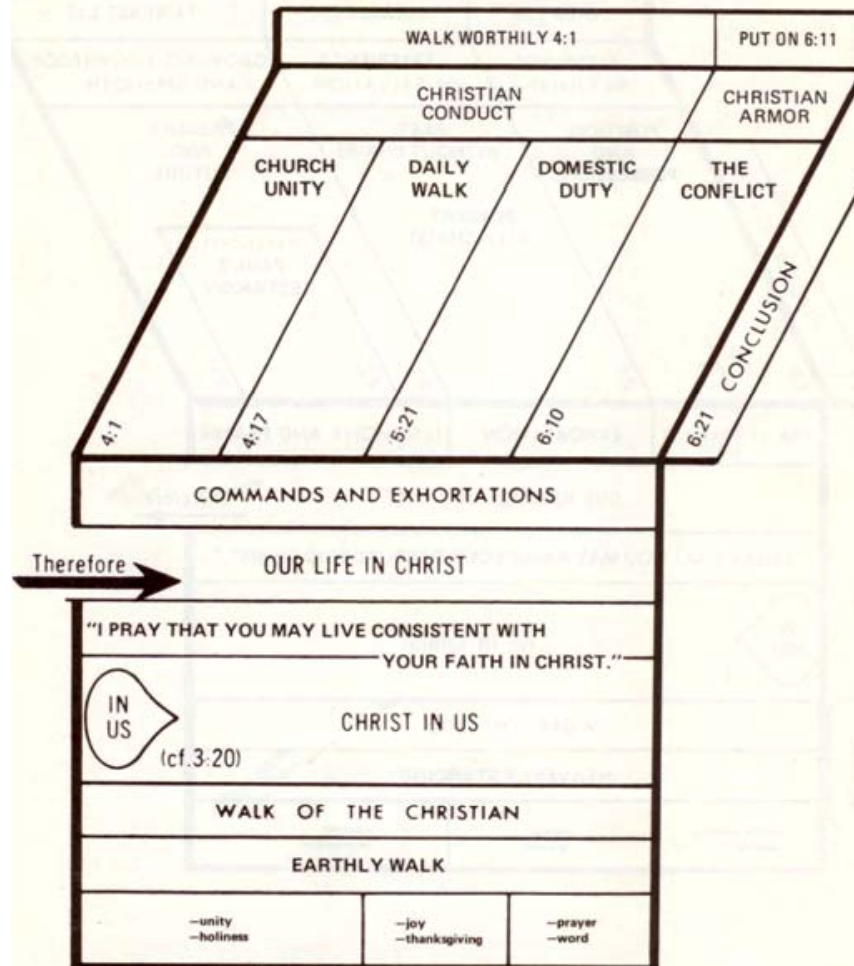 WALK WORTHILY 4:1
PUT ON 6:11
CHRISTIAN
CONDUCT
CHRISTIAN
ARMOR
CHURCH
UNITY
DAILY
WALK
DOMESTIC
DUTY
THE
CONFLICT
CONCLUSION
4:1
4:17
5:21
6:10
6:21
COMMANDS AND EXHORTATIONS
Therefore
OUR LIFE IN CHRIST
"I PRAY THAT YOU MAY LIVE CONSISTENT WITH
YOUR FAITH IN CHRIST."
IN
US
CHRIST IN US
(cf.3:20)
WALK OF THE CHRISTIAN
EARTHLY WALK
—unity
—holiness
—joy
—thanksgiving
—prayer
—word